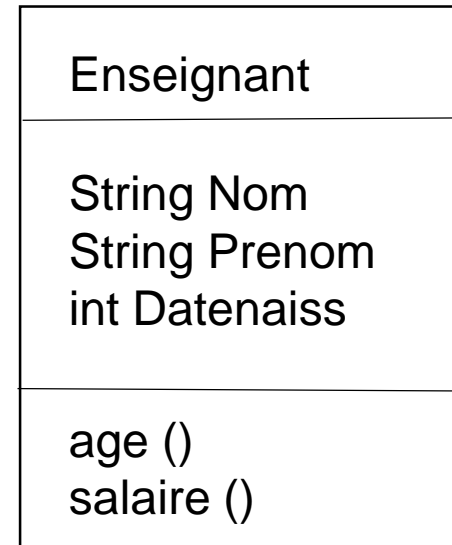 Enseignant
String Nom
String Prenom
int Datenaiss
age ()
salaire ()